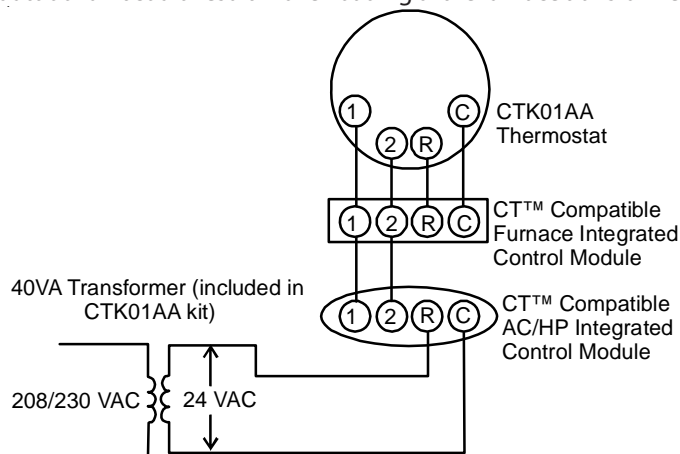 1
C
2
R
CTK01AA
Thermostat
1
2
R
C
CT™ Compatible
Furnace Integrated
Control Module
40VA Transformer (included in
CTK01AA kit)
1
2
R
C
CT™ Compatible
AC/HP Integrated
Control Module
208/230 VAC
24 VAC